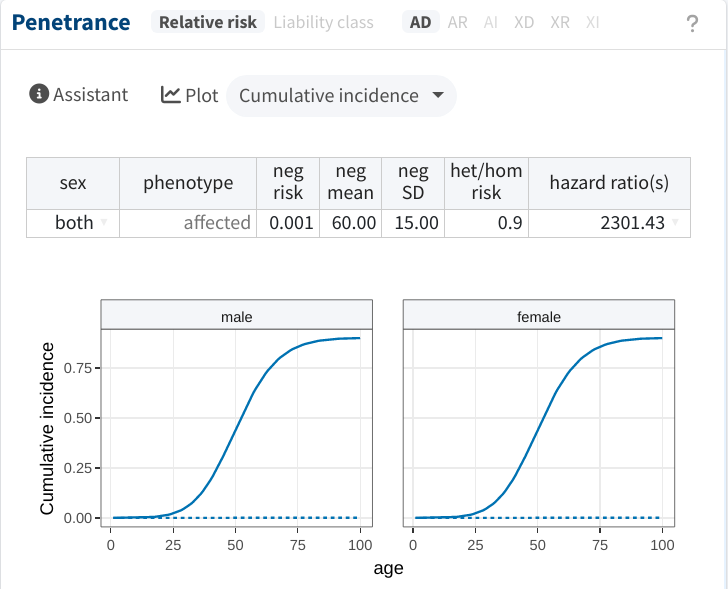 Penetrance Relative risk Liability class AD AR AI XD XR XI ?
Assistant Plot Cumulative incidence
sex phenotype neg risk neg mean neg SD het/hom risk hazard ratio(s)
both affected 0.001 60.00 15.00 0.9 2301.43
male female
Cumulative incidence
0.75
0.50
0.25
0.00
0 25 50 75 100 0 25 50 75 100
age